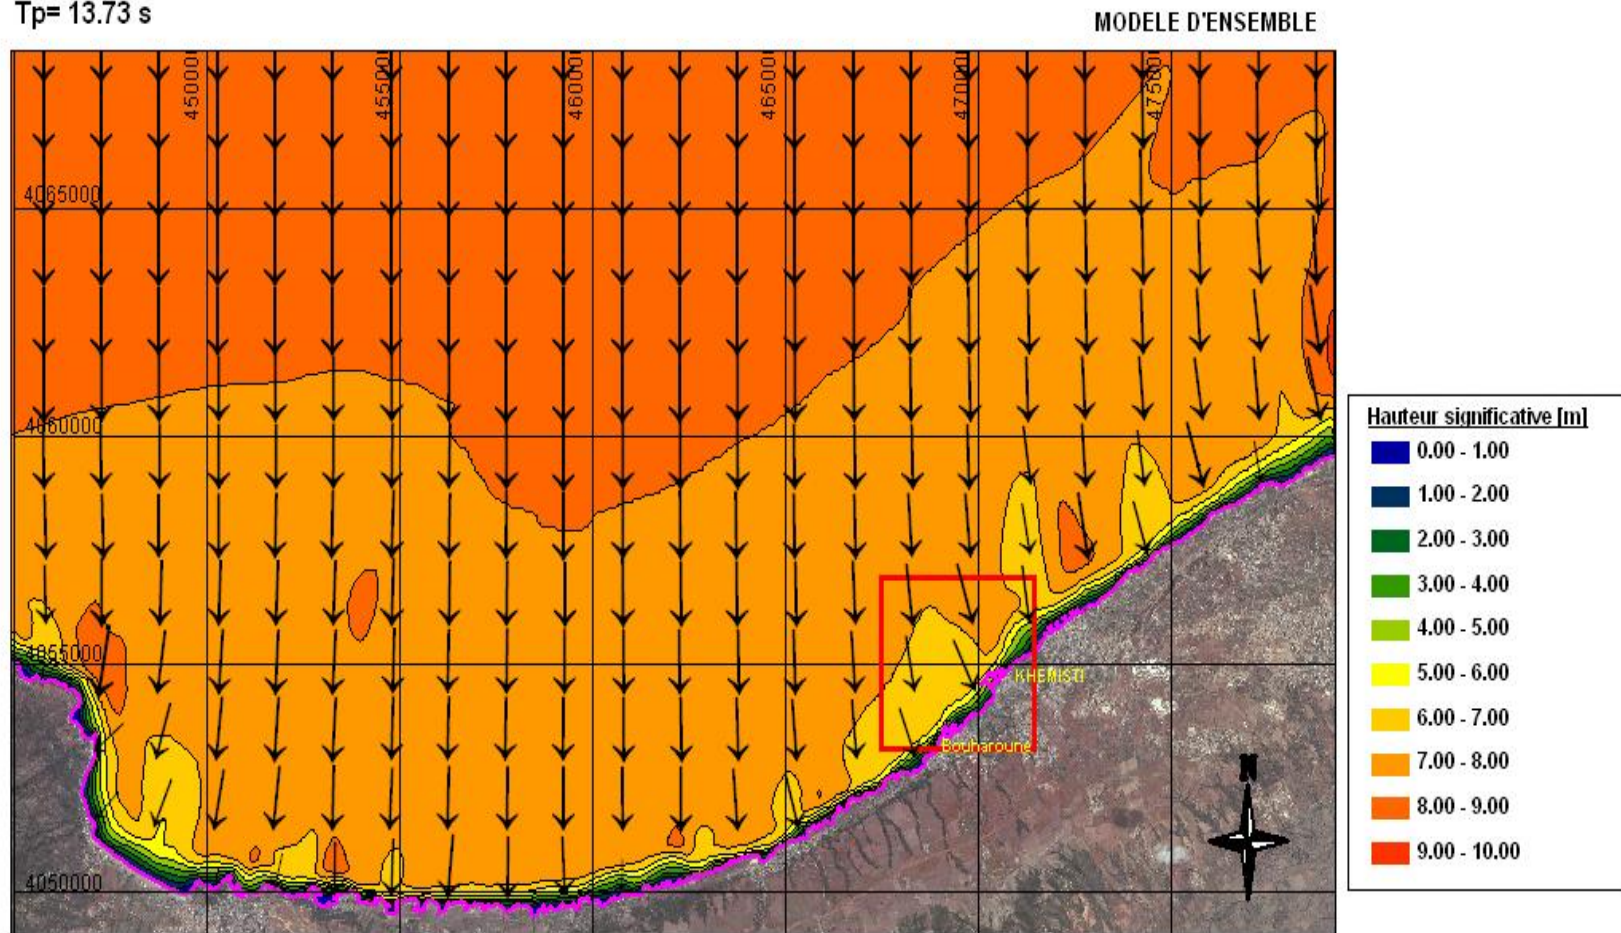 Tp= 13.73 s
MODELE D'ENSEMBLE
450000
455000
460000
465000
470000
475000
4065000
4060000
4055000
4050000
KHEMISTI
Bouharoune
N
Hauteur significative [m]
0.00 - 1.00
1.00 - 2.00
2.00 - 3.00
3.00 - 4.00
4.00 - 5.00
5.00 - 6.00
6.00 - 7.00
7.00 - 8.00
8.00 - 9.00
9.00 - 10.00